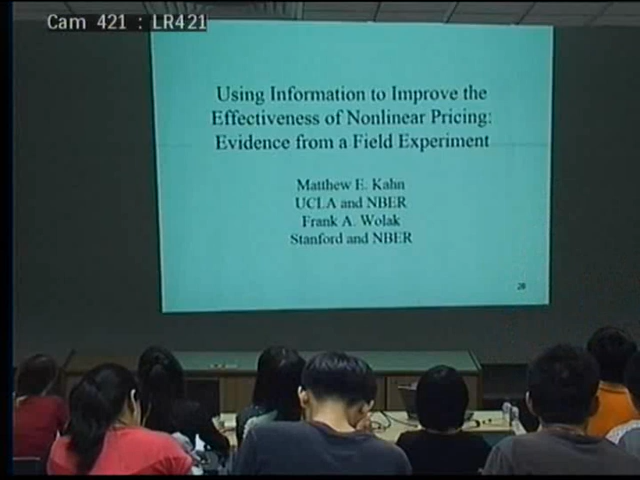 Cam 421 : LR421
Using Information to Improve the
Effectiveness of Nonlinear Pricing:
Evidence from a Field Experiment
Matthew E. Kahn
UCLA and NBER
Frank A. Wolak
Stanford and NBER
28